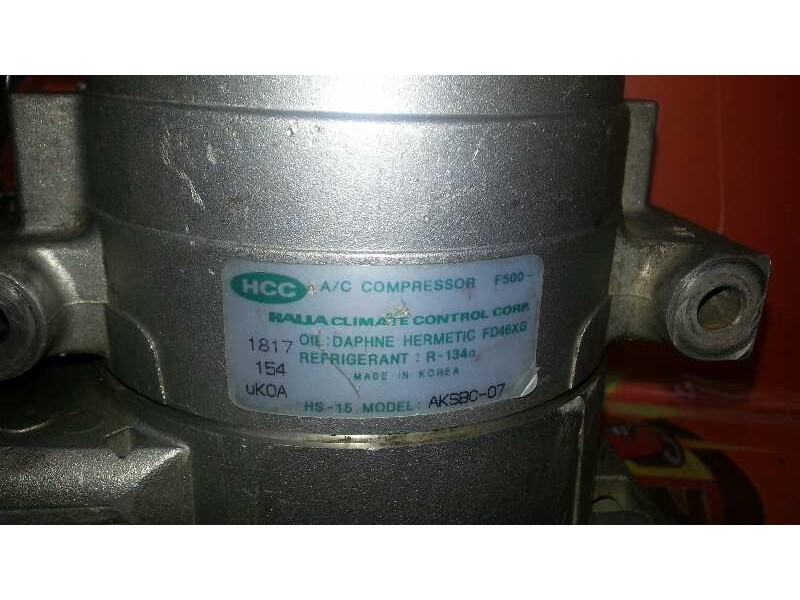 HCC A/C COMPRESSOR F500-
HALLA CLIMATE CONTROL CORP.
1817 OIL: DAPHNE HERMETIC FD46XG
154 REFRIGERANT : R-134a
uKOA MADE IN KOREA
HS-15 MODEL: AKSBC-07